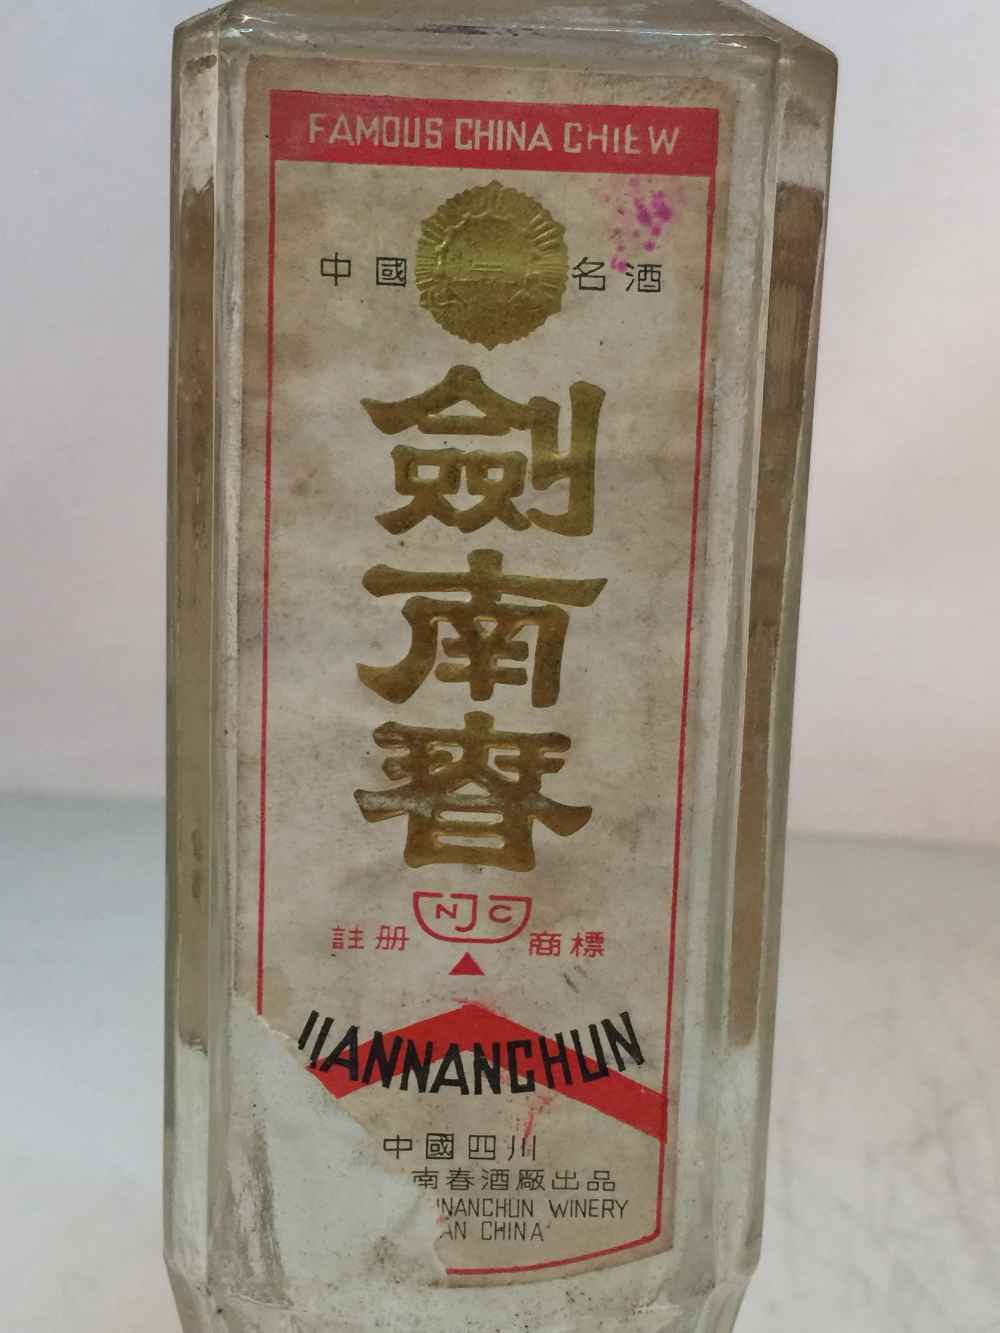 FAMOUS CHINA CHIEW
中國 名酒
劍南春
NJC
註册 商標
JIANNANCHUN
中國四川
南春酒廠出品
NANCHUN WINERY
AN CHINA